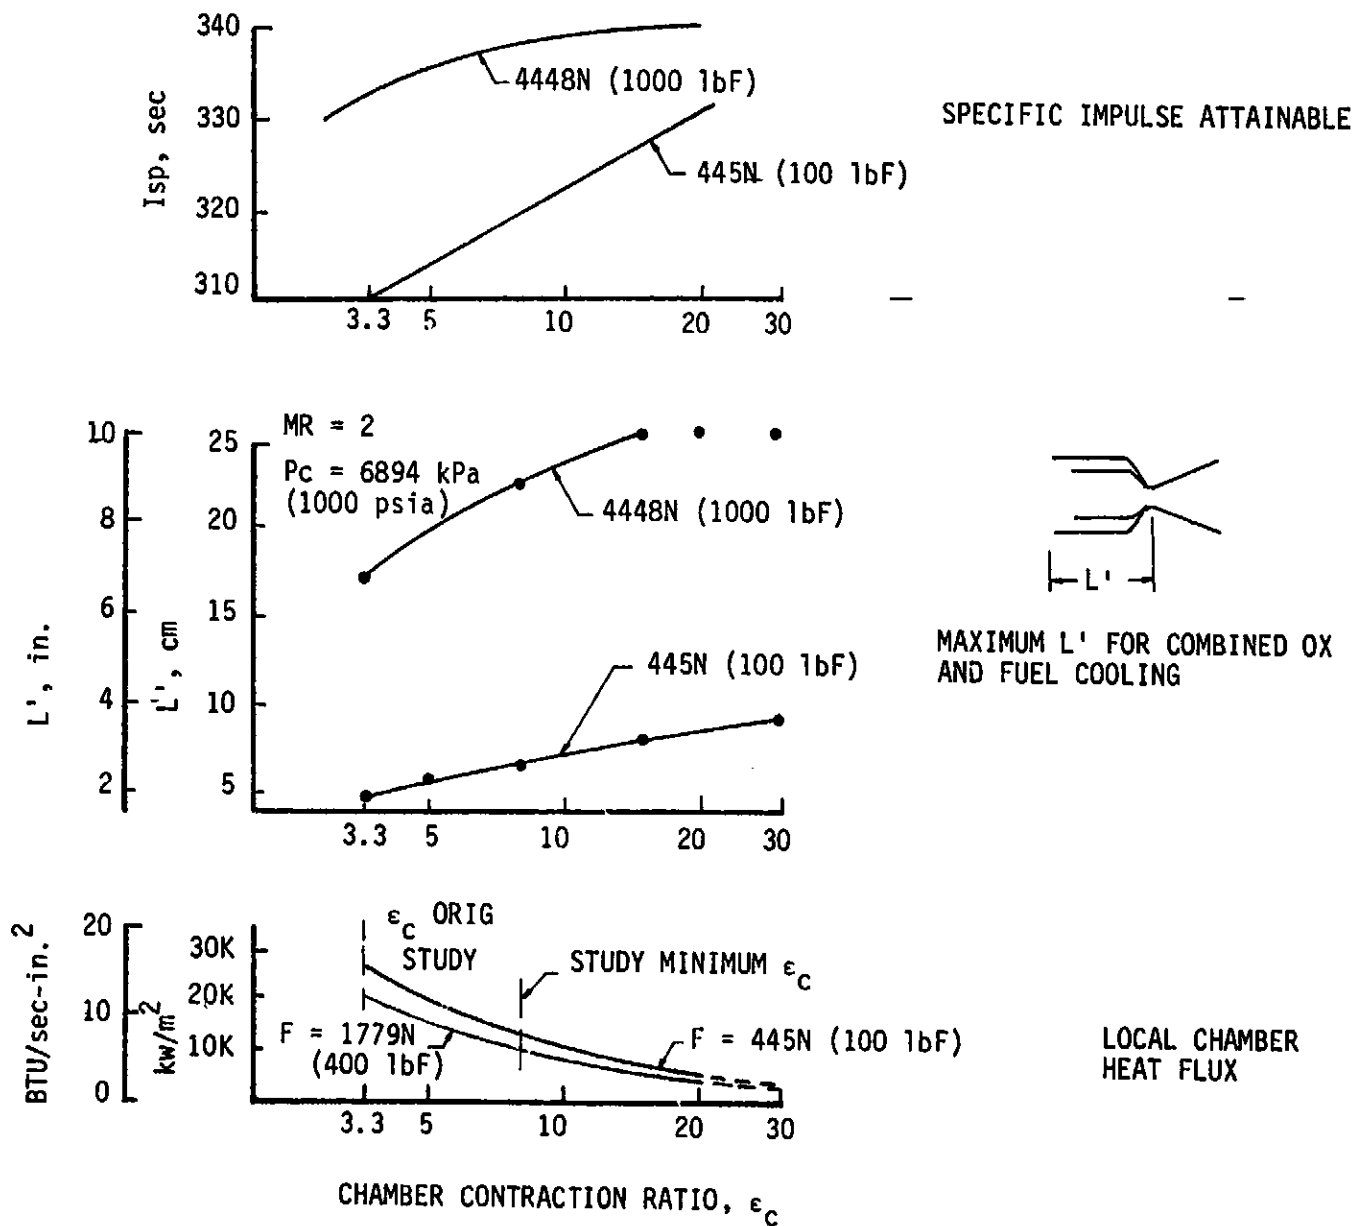 340
330
320
310
Isp, sec
4448N (1000 lbF)
445N (100 lbF)
3.3 5 10 20 30
SPECIFIC IMPULSE ATTAINABLE
10
8
6
4
2
L', in.
25
20
15
10
5
L', cm
MR = 2
Pc = 6894 kPa
(1000 psia)
4448N (1000 lbF)
445N (100 lbF)
3.3 5 10 20 30
L'
MAXIMUM L' FOR COMBINED OX
AND FUEL COOLING
20
10
0
BTU/sec-in.²
30K
20K
10K
kw/m²
εc ORIG
STUDY
STUDY MINIMUM εc
F = 1779N
(400 lbF)
F = 445N (100 lbF)
3.3 5 10 20 30
LOCAL CHAMBER
HEAT FLUX
CHAMBER CONTRACTION RATIO, εc